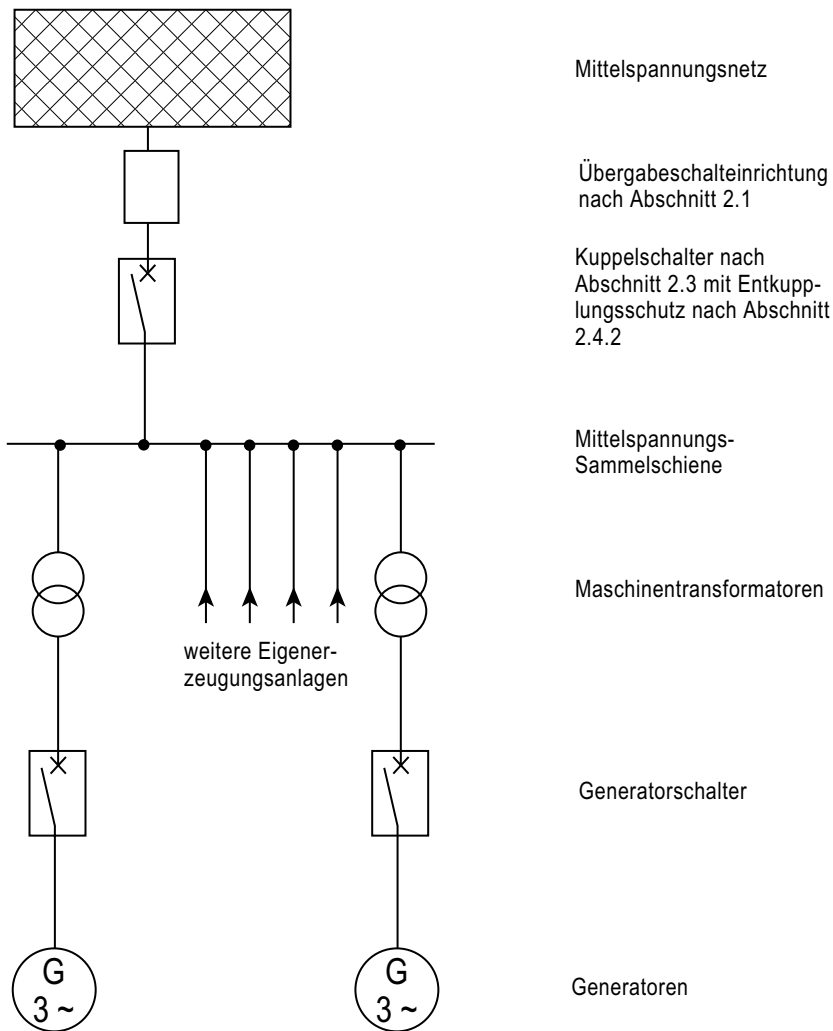 Mittelspannungsnetz
Übergabeschalteinrichtung
nach Abschnitt 2.1
Kuppelschalter nach
Abschnitt 2.3 mit Entkupp-
lungsschutz nach Abschnitt
2.4.2
Mittelspannungs-
Sammelschiene
Maschinentransformatoren
weitere Eigener-
zeugungsanlagen
Generatorschalter
G
3 ~
G
3 ~
Generatoren